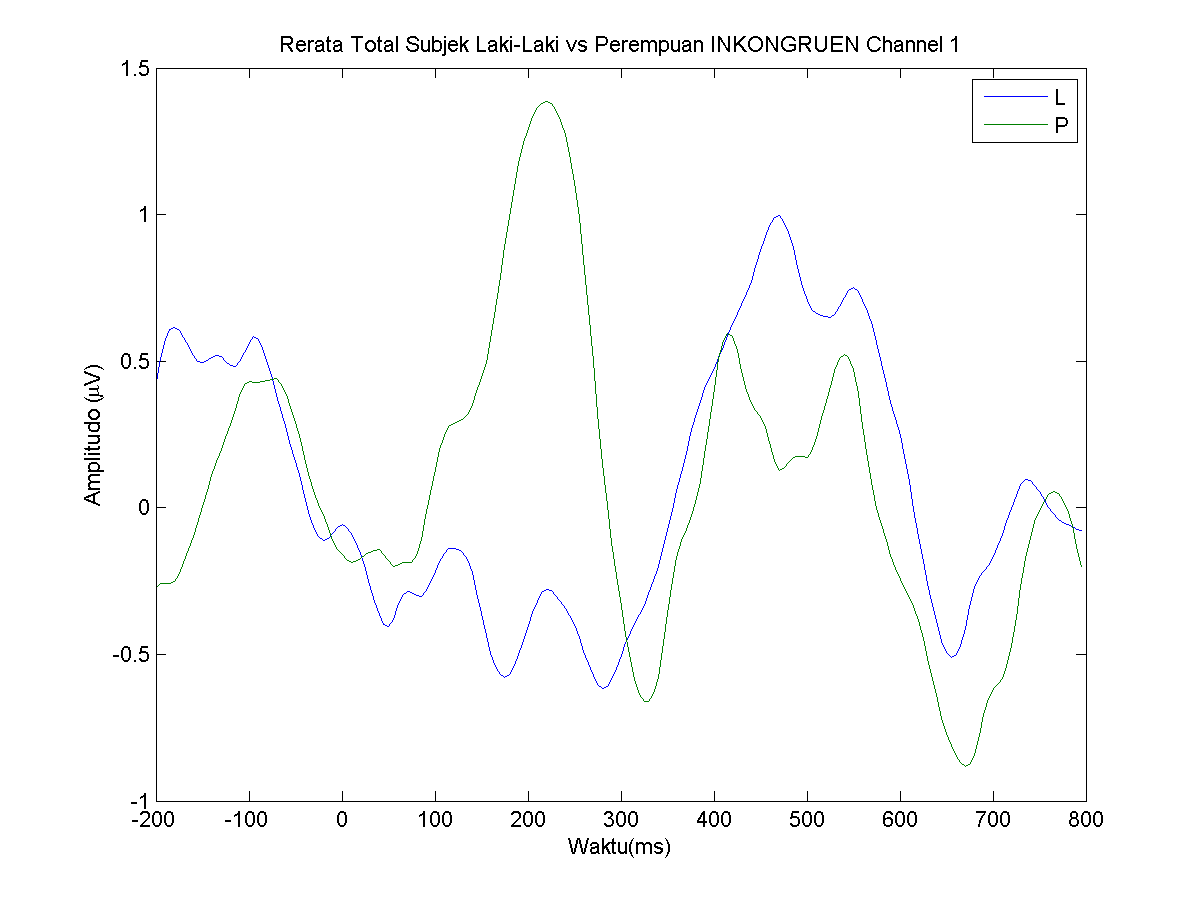 Rerata Total Subjek Laki-Laki vs Perempuan INKONGRUEN Channel 1
L
P
1.5
1
0.5
0
-0.5
-1
Amplitudo (μV)
-200 -100 0 100 200 300 400 500 600 700 800
Waktu(ms)